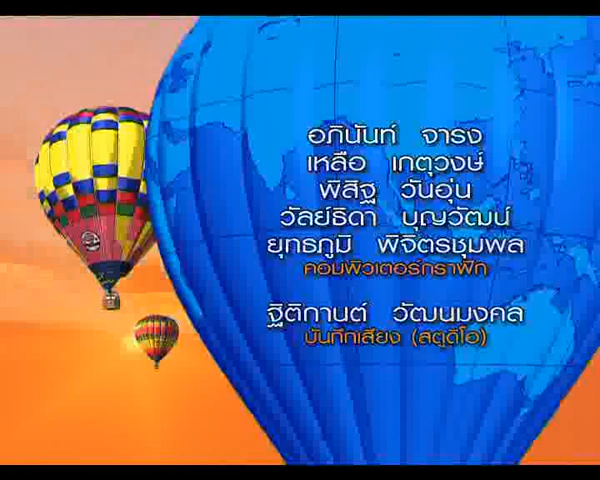 อภินันท์ จารง
เหลือ เกตุวงษ์
พิสิฐ วันอุ่น
วัลย์ธิดา บุญวัฒน์
ยุทธภูมิ พิจิตรชุมพล
คอมพิวเตอร์กราฟิก
ฐิติกานต์ วัฒนมงคล
บันทึกเสียง (สตูดิโอ)